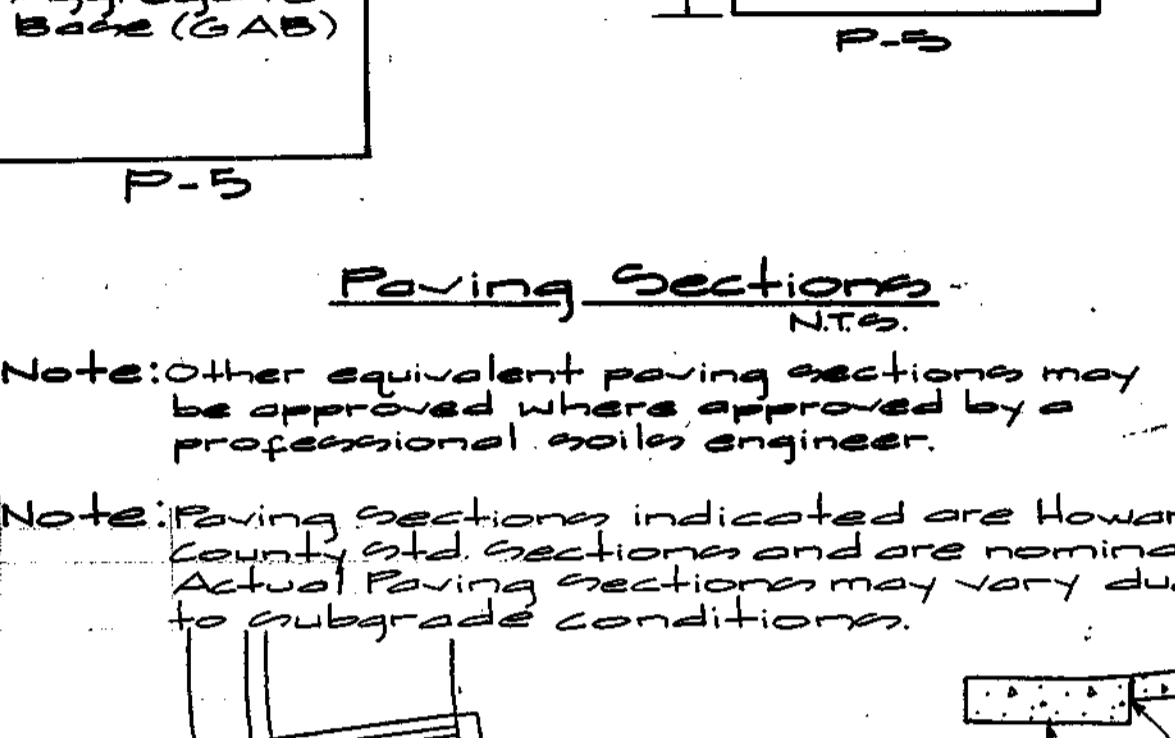 Base (GAB)
P-5
P-5
Paving Sections
N.T.S.
Note: Other equivalent paving sections may
be approved where approved by a
professional soils engineer.
Note: Paving sections indicated are Howar
County Std. Sections and are nomina
Actual Paving sections may vary du
to subgrade conditions.